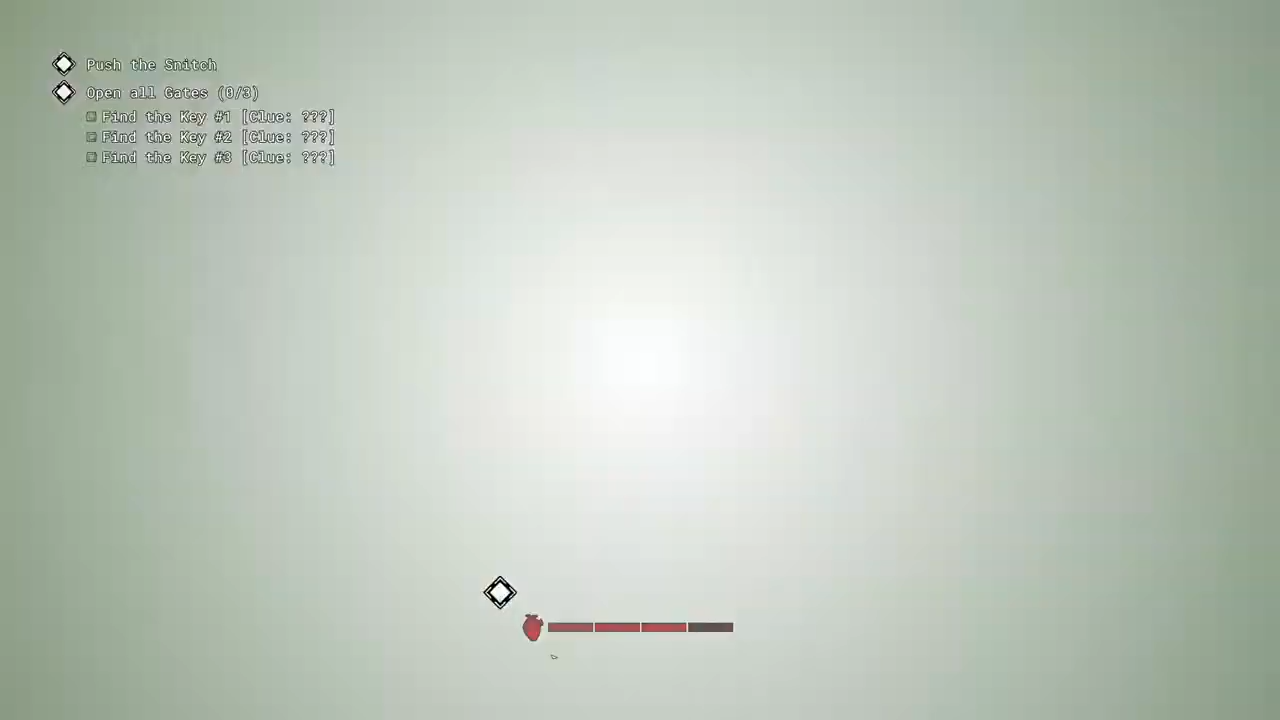 Push the Snitch
Open all Gates (0/3)
Find the Key #1 [Clue: ???]
Find the Key #2 [Clue: ???]
Find the Key #3 [Clue: ???]